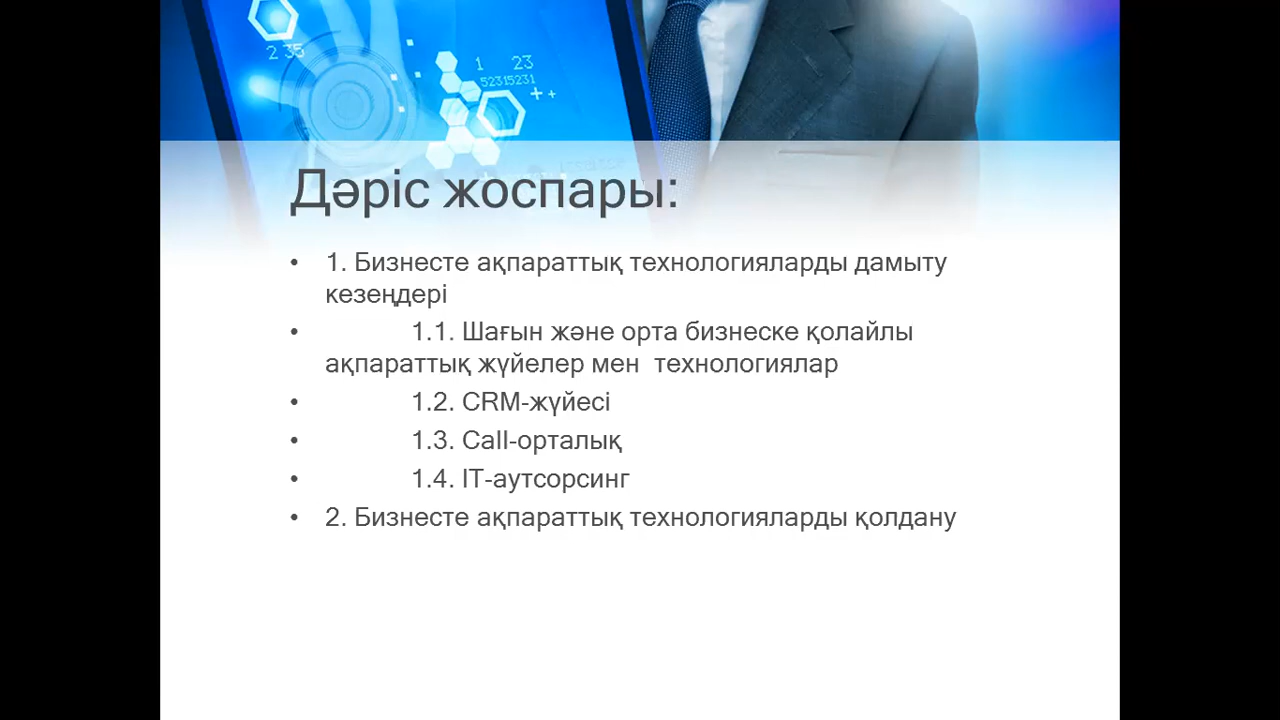 2 35
1 23
52315231
Дәріс жоспары:
• 1. Бизнесте ақпараттық технологияларды дамыту
кезеңдері
• 1.1. Шағын және орта бизнеске қолайлы
ақпараттық жүйелер мен технологиялар
• 1.2. CRM-жүйесі
• 1.3. Call-орталық
• 1.4. IT-аутсорсинг
• 2. Бизнесте ақпараттық технологияларды қолдану